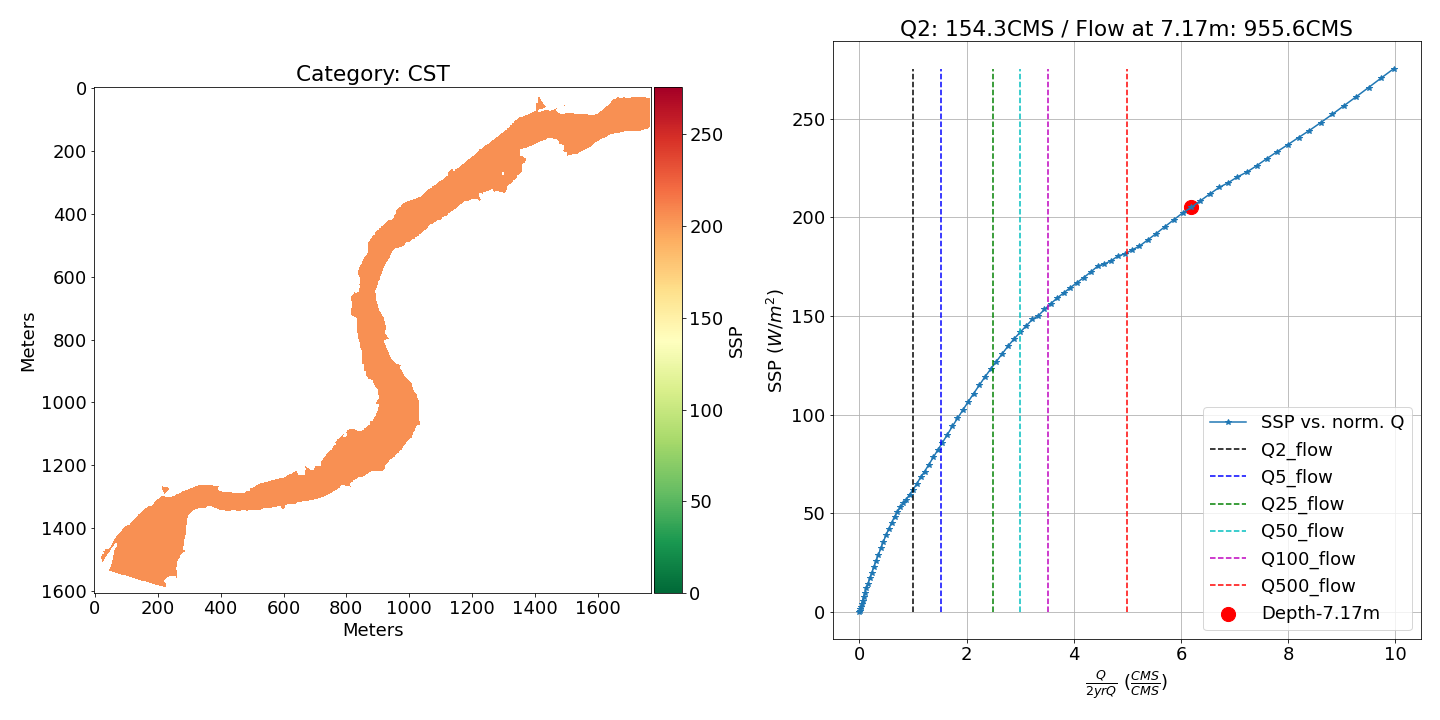 Category: CST
0
200
400
600
800
1000
1200
1400
1600
Meters
0
200
400
600
800
1000
1200
1400
1600
Meters
250
200
150
100
50
0
SSP
Q2: 154.3CMS / Flow at 7.17m: 955.6CMS
250
200
150
100
50
0
SSP (W/m²)
0
2
4
6
8
10
Q/2yrQ (CMS/CMS)
SSP vs. norm. Q
Q2_flow
Q5_flow
Q25_flow
Q50_flow
Q100_flow
Q500_flow
Depth-7.17m